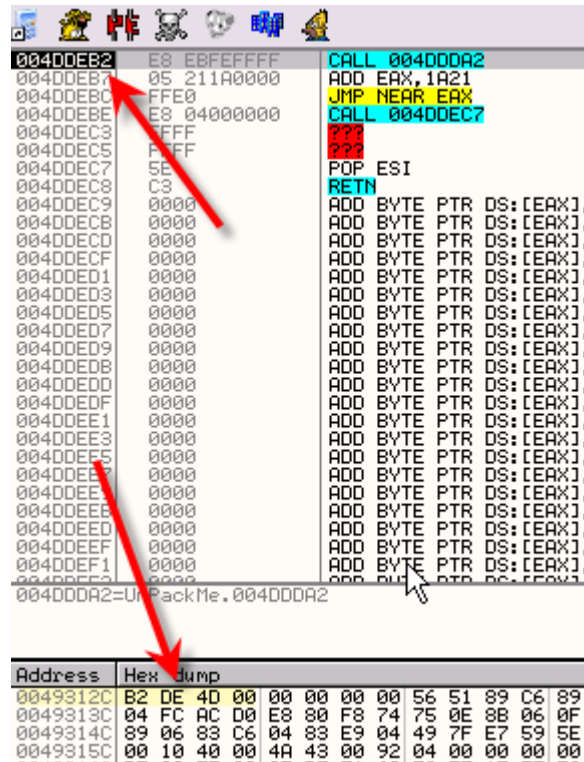 004DDEB2 E8 EBFEFFFF CALL 004DDDA2
004DDEB7 05 211A0000 ADD EAX,1A21
004DDEBC FFE0 JMP NEAR EAX
004DDEBE E8 04000000 CALL 004DDEC7
004DDEC3 FFFF ???
004DDEC5 FFFF ???
004DDEC7 5E POP ESI
004DDEC8 C3 RETN
004DDEC9 0000 ADD BYTE PTR DS:[EAX],
004DDECB 0000 ADD BYTE PTR DS:[EAX],
004DDECD 0000 ADD BYTE PTR DS:[EAX],
004DDECF 0000 ADD BYTE PTR DS:[EAX],
004DDED1 0000 ADD BYTE PTR DS:[EAX],
004DDED3 0000 ADD BYTE PTR DS:[EAX],
004DDED5 0000 ADD BYTE PTR DS:[EAX],
004DDED7 0000 ADD BYTE PTR DS:[EAX],
004DDED9 0000 ADD BYTE PTR DS:[EAX],
004DDEDB 0000 ADD BYTE PTR DS:[EAX],
004DDEDD 0000 ADD BYTE PTR DS:[EAX],
004DDEDF 0000 ADD BYTE PTR DS:[EAX],
004DDEE1 0000 ADD BYTE PTR DS:[EAX],
004DDEE3 0000 ADD BYTE PTR DS:[EAX],
004DDEE5 0000 ADD BYTE PTR DS:[EAX],
0000 ADD BYTE PTR DS:[EAX],
0000 ADD BYTE PTR DS:[EAX],
004DDEEB 0000 ADD BYTE PTR DS:[EAX],
004DDEED 0000 ADD BYTE PTR DS:[EAX],
004DDEEF 0000 ADD BYTE PTR DS:[EAX],
004DDEF1 0000 ADD BYTE PTR DS:[EAX],
004DDDA2=UnPackMe.004DDDA2
Address Hex dump
0049312C B2 DE 4D 00 00 00 00 00 56 51 89 C6 89
0049313C 04 FC AC D0 E8 80 F8 74 75 0E 8B 06 0F
0049314C 89 06 83 C6 04 83 E9 04 49 7F E7 59 5E
0049315C 00 10 40 00 4A 43 00 92 04 00 00 00 00